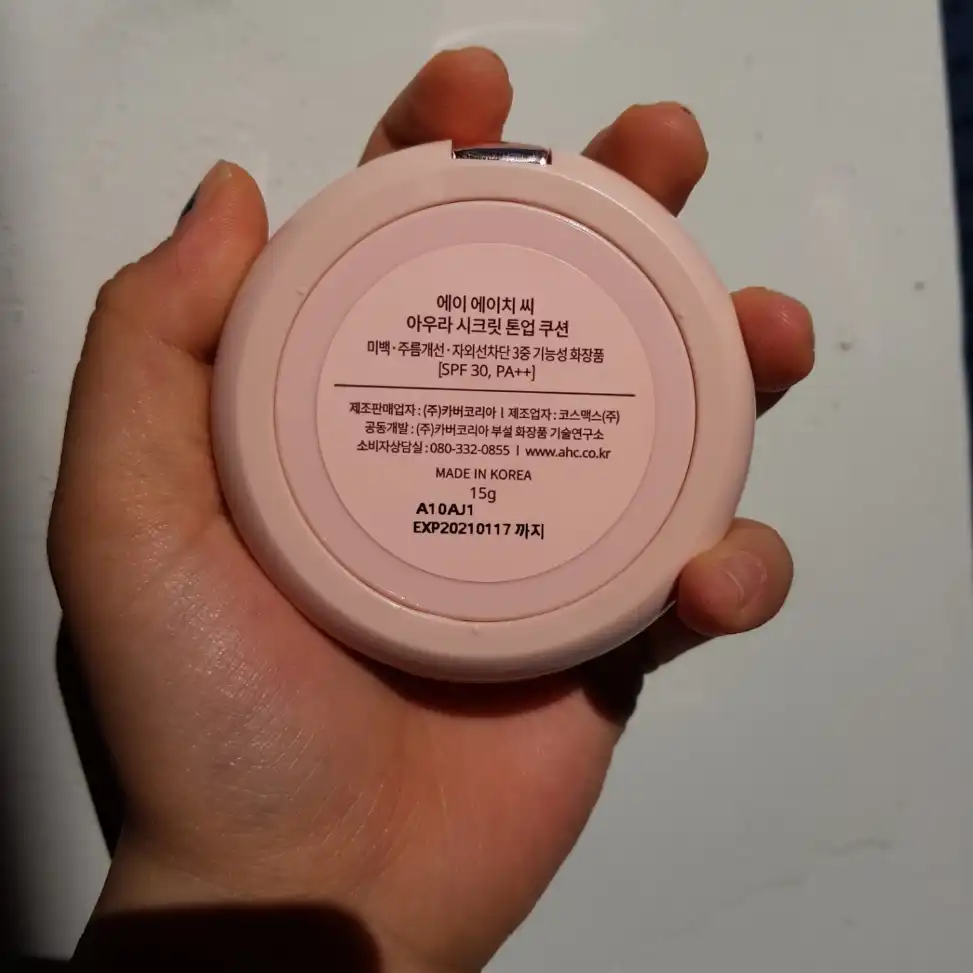 에이 에이치 씨
아우라 시크릿 톤업 쿠션
미백·주름개선·자외선차단 3중 기능성 화장품
[SPF 30, PA++]
제조판매업자 : (주)카버코리아 I 제조업자 : 코스맥스(주)
공동개발 : (주)카버코리아 부설 화장품 기술연구소
소비자상담실 : 080-332-0855 I www.ahc.co.kr
MADE IN KOREA
15g
A10AJ1
EXP20210117 까지